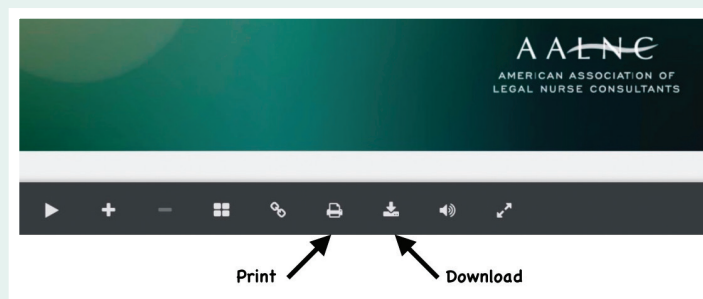 AALNC
AMERICAN ASSOCIATION OF
LEGAL NURSE CONSULTANTS
Print
Download